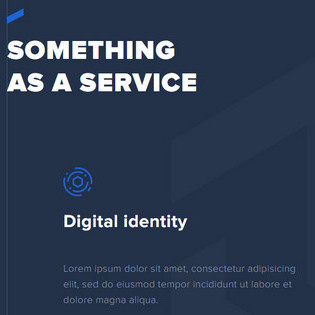 SOMETHING
AS A SERVICE
Digital identity
Lorem ipsum dolor sit amet, consectetur adipisicing
elit, sed do eiusmod tempor incididunt ut labore et
dolore magna aliqua.